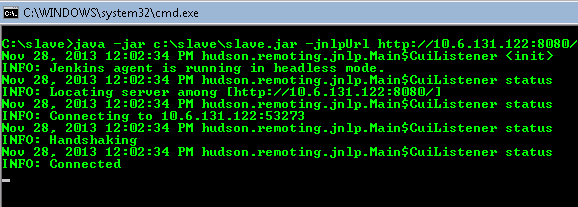 C:\WINDOWS\system32\cmd.exe
C:\slave>java -jar c:\slave\slave.jar -jnlpUrl http://10.6.131.122:8080/
Nov 28, 2013 12:02:34 PM hudson.remoting.jnlp.Main$CuiListener <init>
INFO: Jenkins agent is running in headless mode.
Nov 28, 2013 12:02:34 PM hudson.remoting.jnlp.Main$CuiListener status
INFO: Locating server among [http://10.6.131.122:8080/]
Nov 28, 2013 12:02:34 PM hudson.remoting.jnlp.Main$CuiListener status
INFO: Connecting to 10.6.131.122:53273
Nov 28, 2013 12:02:34 PM hudson.remoting.jnlp.Main$CuiListener status
INFO: Handshaking
Nov 28, 2013 12:02:34 PM hudson.remoting.jnlp.Main$CuiListener status
INFO: Connected